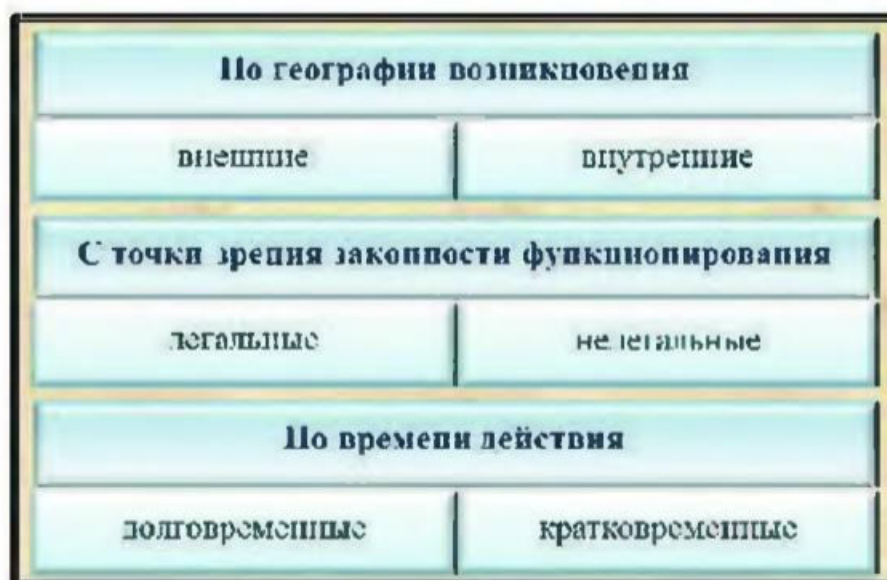 По географии возникновения
внешние
внутренние
С точки зрения законности функционирования
легальные
нелегальные
По времени действия
долговременные
кратковременные